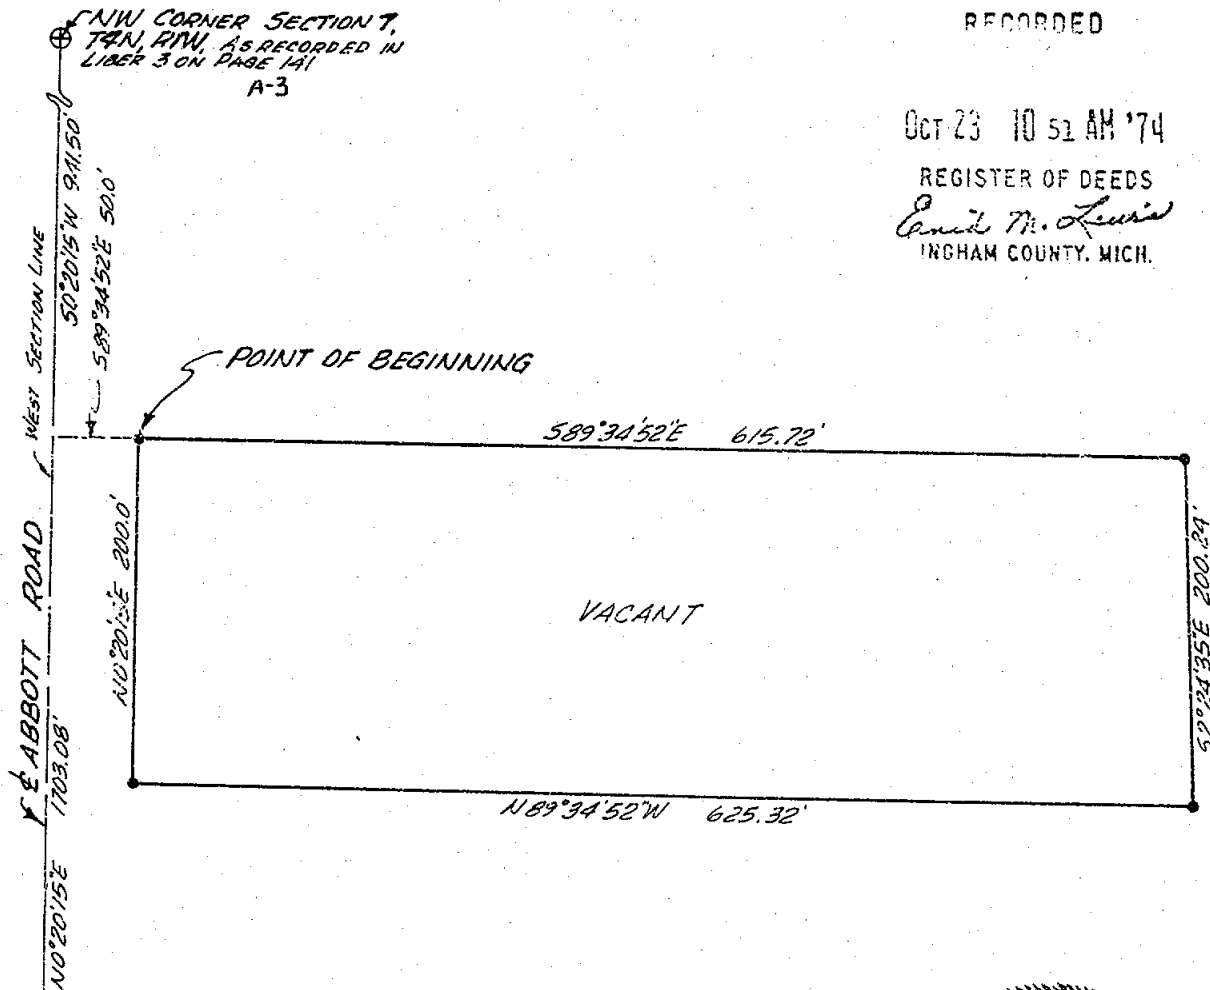 NW CORNER SECTION 7,
T4N, R1W, AS RECORDED IN
LIBER 3 ON PAGE 141
A-3
RECORDED
OCT 23 10 51 AM '74
REGISTER OF DEEDS
Enid M. Lewis
INGHAM COUNTY, MICH.
S0°20'15"W 941.50'
S89°34'52"E 50.0'
WEST SECTION LINE
POINT OF BEGINNING
S89°34'52"E 615.72'
N0°20'15"E 200.0'
VACANT
S2°24'35"E 200.24'
N89°34'52"W 625.32'
℄ ABBOTT ROAD
N0°20'15"E 1703.08'